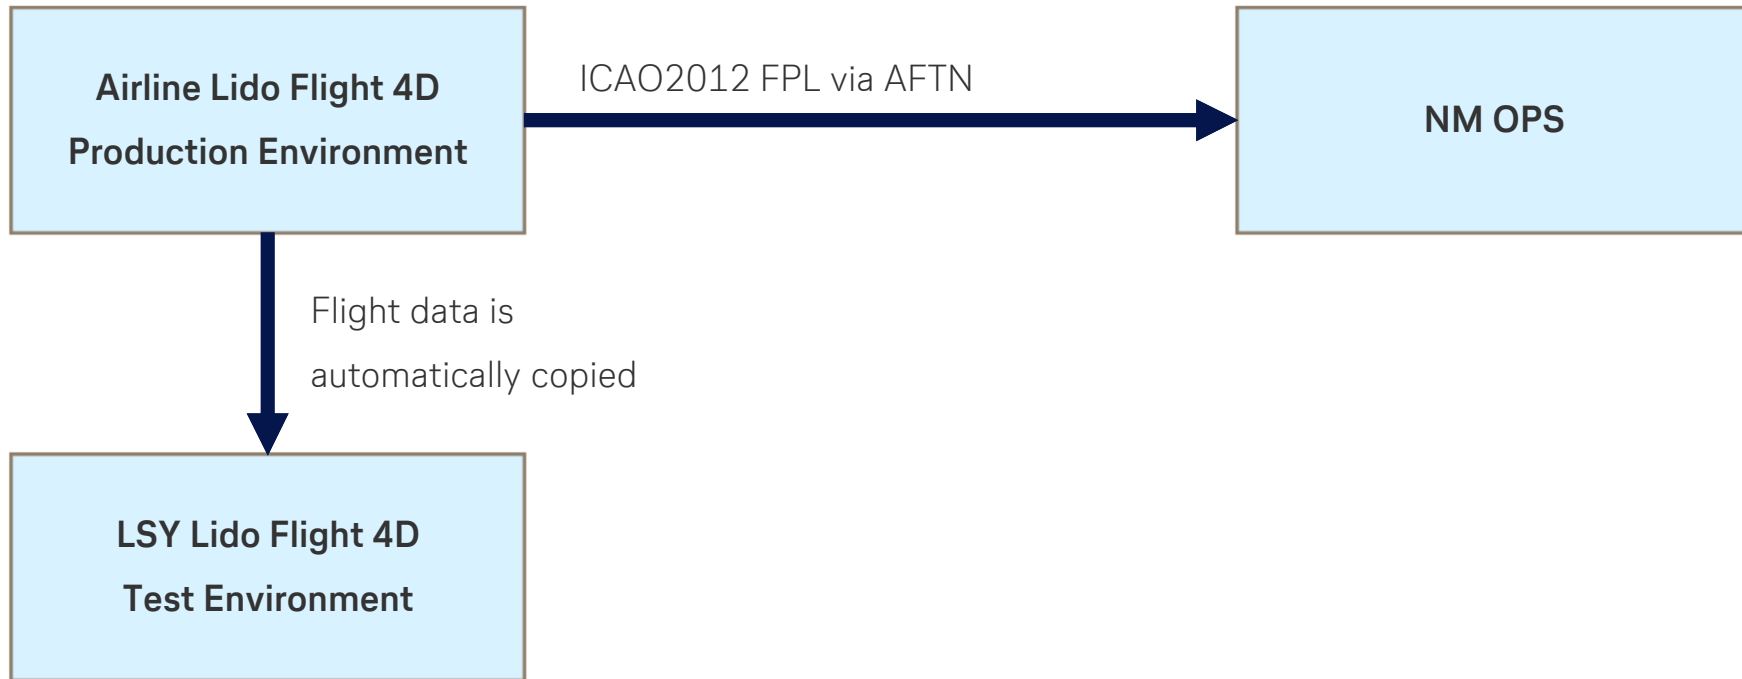 Airline Lido Flight 4D
Production Environment
ICAO2012 FPL via AFTN
NM OPS
Flight data is
automatically copied
LSY Lido Flight 4D
Test Environment